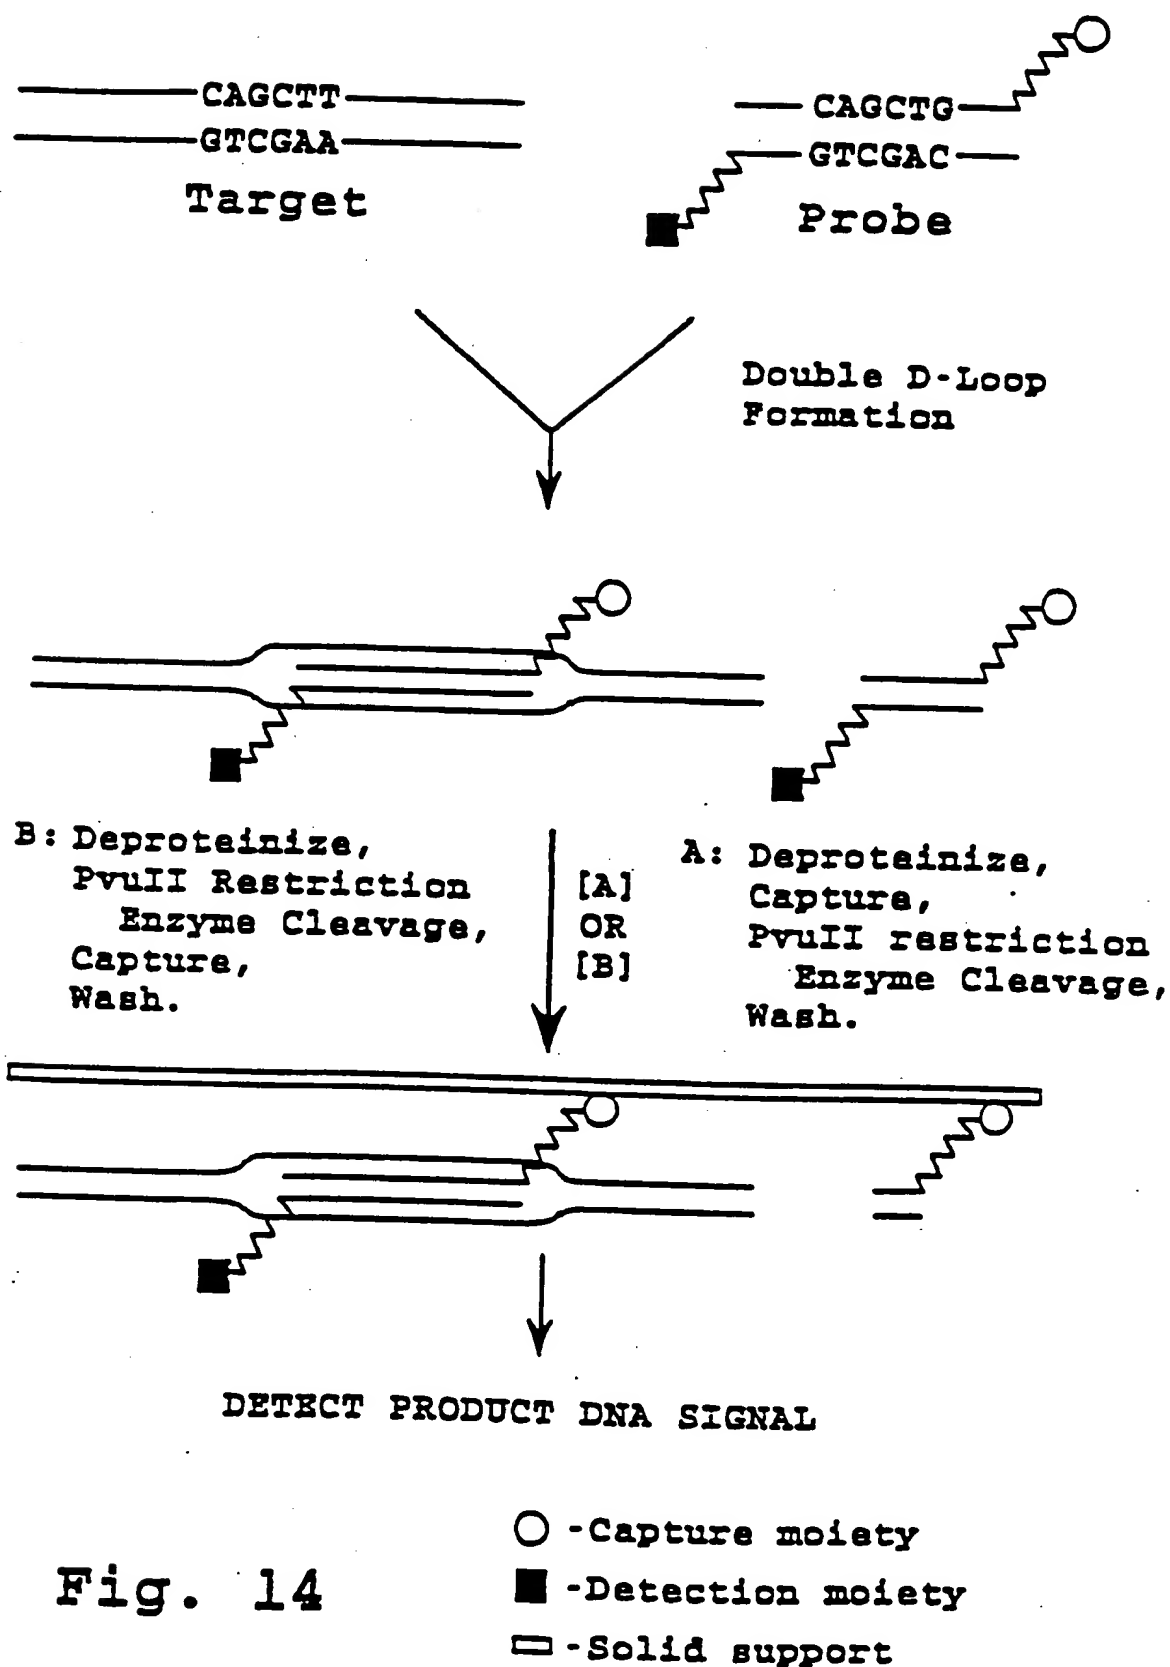 CAGCTT
GTCGAA
Target
CAGCTG
GTCGAC
Probe
Double D-Loop
Formation
B: Deproteinize,
PvuII Restriction
Enzyme Cleavage,
Capture,
Wash.
[A]
OR
[B]
A: Deproteinize,
Capture,
PvuII restriction
Enzyme Cleavage,
Wash.
DETECT PRODUCT DNA SIGNAL
-Capture moiety
-Detection moiety
-Solid support
Fig. 14